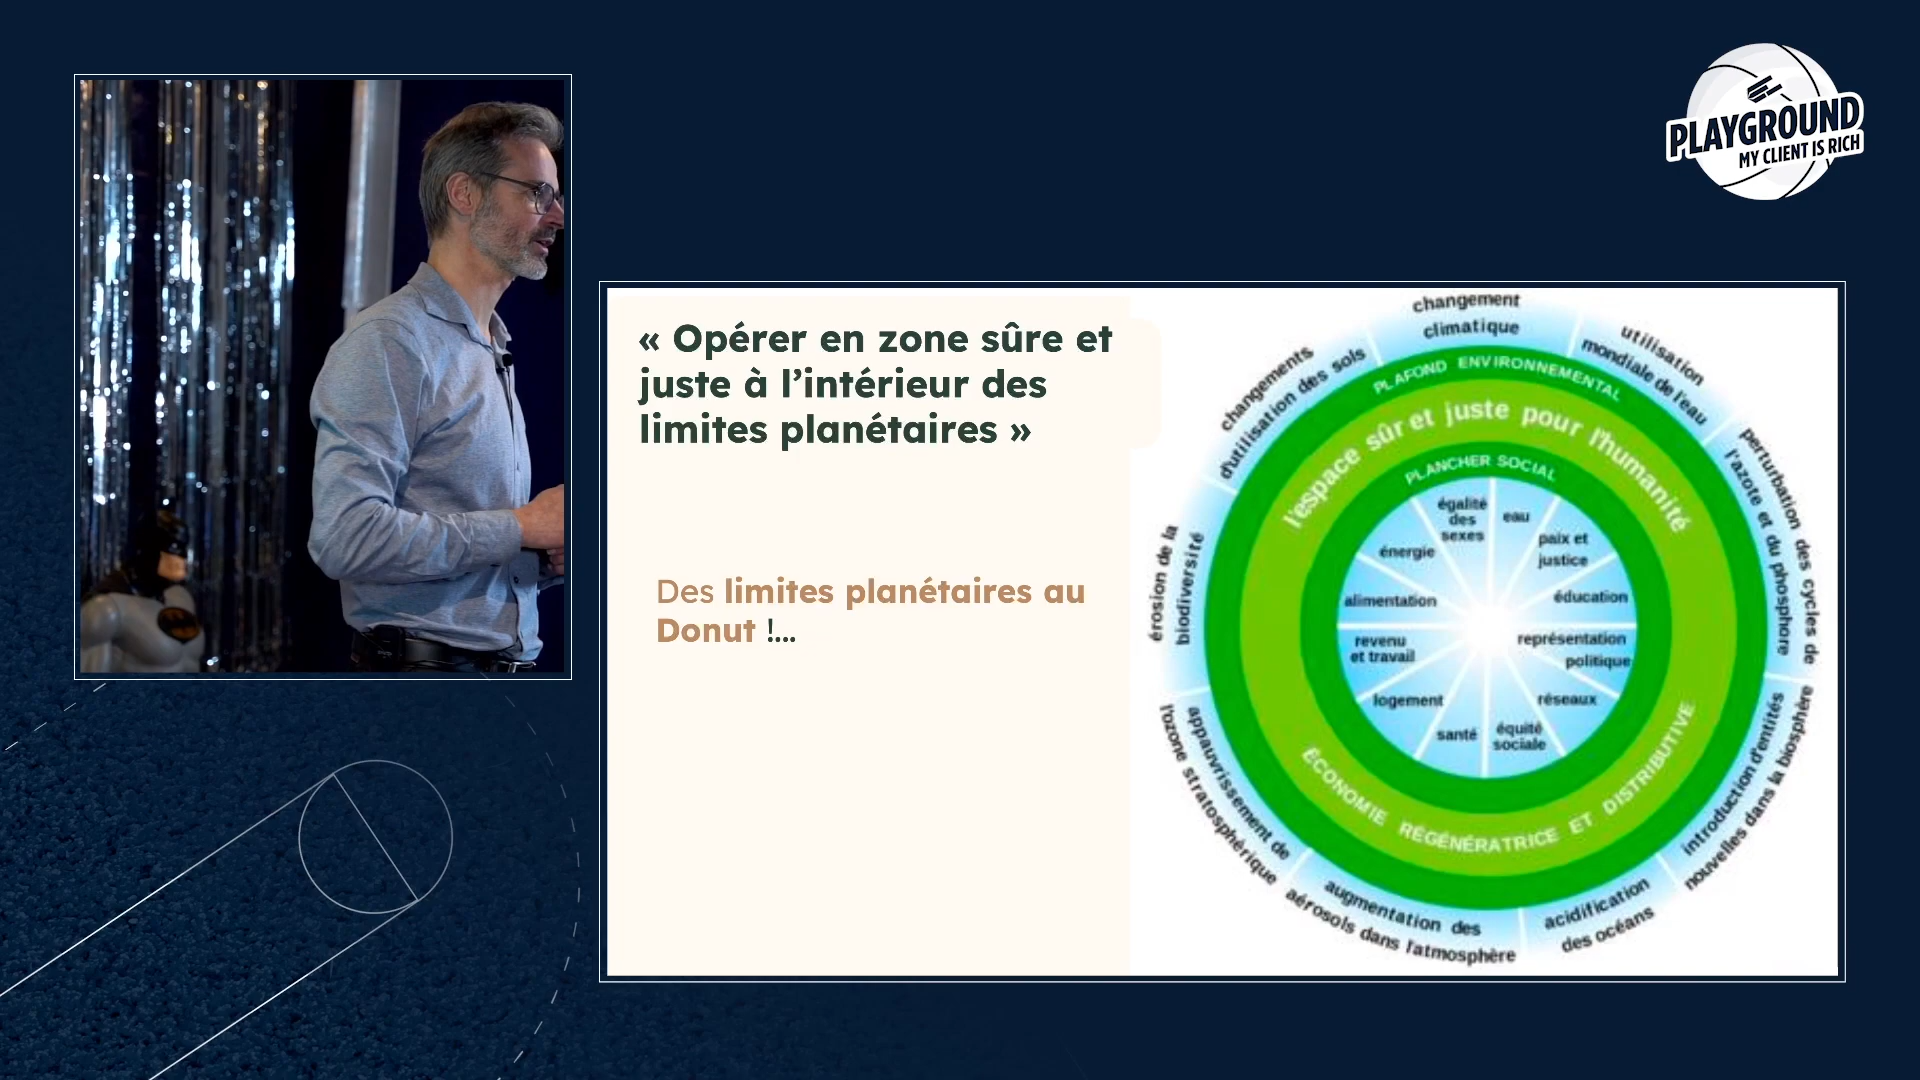 PLAYGROUND
MY CLIENT IS RICH
« Opérer en zone sûre et
juste à l’intérieur des
limites planétaires »
Des limites planétaires au
Donut !...
changement
climatique
utilisation
mondiale de l'eau
perturbation des cycles de
l'azote et du phosphore
introduction d'entités
nouvelles dans la biosphère
acidification
des océans
augmentation des
aérosols dans l'atmosphère
appauvrissement de
l'ozone stratosphérique
érosion de la
biodiversité
changements
d'utilisation des sols
PLAFOND ENVIRONNEMENTAL
l'espace sûr et juste pour l'humanité
PLANCHER SOCIAL
égalité
des
sexes
eau
paix et
justice
éducation
représentation
politique
réseaux
équité
sociale
santé
logement
revenu
et travail
alimentation
énergie
ÉCONOMIE RÉGÉNÉRATRICE ET DISTRIBUTIVE